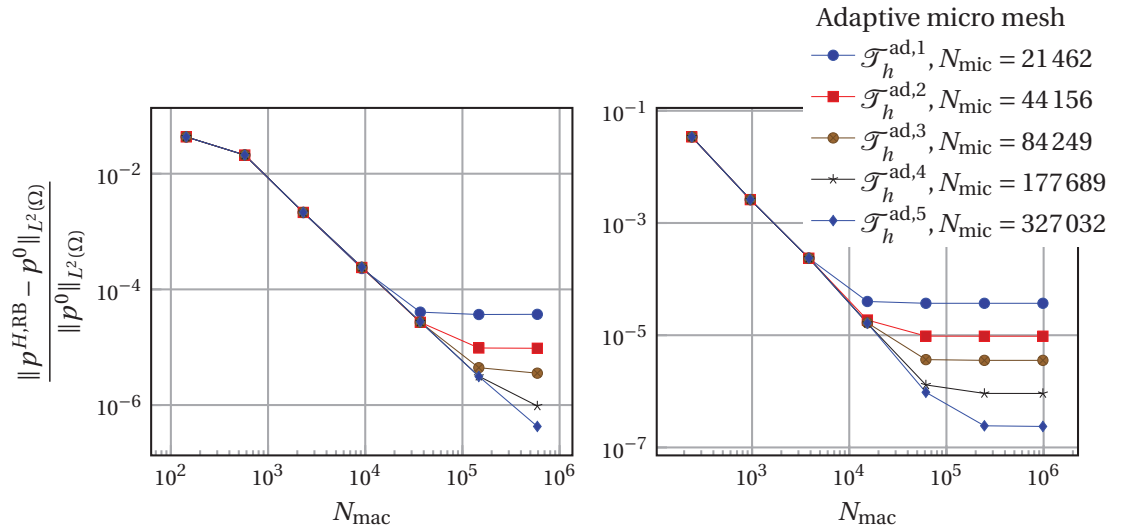 Adaptive micro mesh
𝒯_h^{ad,1}, N_mic = 21 462
𝒯_h^{ad,2}, N_mic = 44 156
𝒯_h^{ad,3}, N_mic = 84 249
𝒯_h^{ad,4}, N_mic = 177 689
𝒯_h^{ad,5}, N_mic = 327 032
‖p^{H,RB} − p^0‖_{L^2(Ω)}
‖p^0‖_{L^2(Ω)}
10^{−2}
10^{−4}
10^{−6}
10^2 10^3 10^4 10^5 10^6
N_mac
10^{−1}
10^{−3}
10^{−5}
10^{−7}
10^3 10^4 10^5 10^6
N_mac